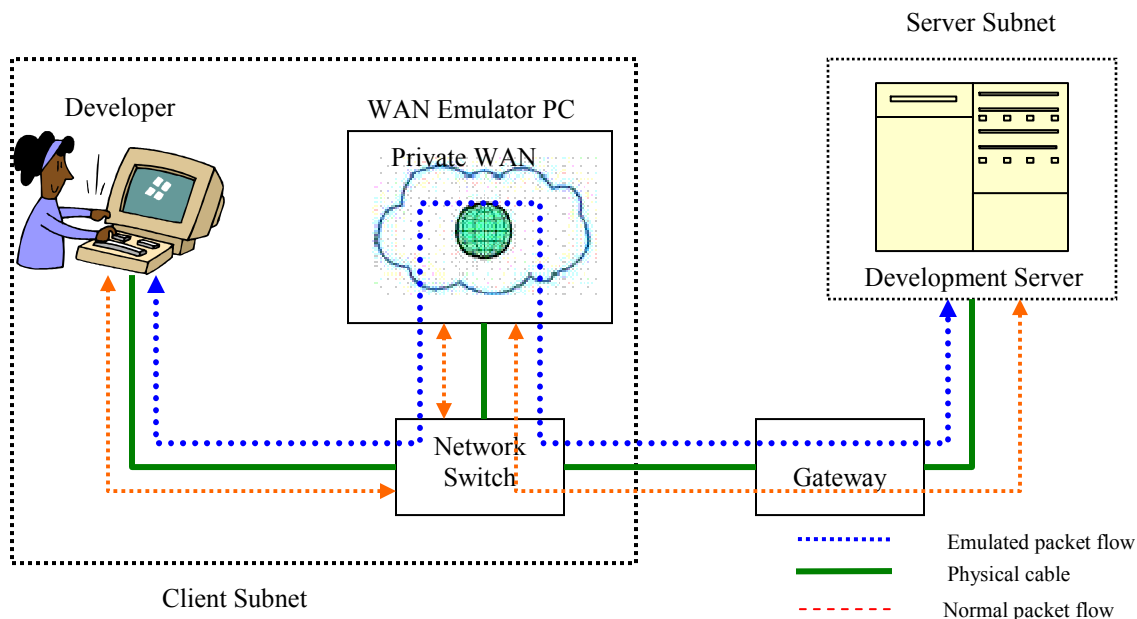 Server Subnet
Developer
WAN Emulator PC
Private WAN
Development Server
Network
Switch
Gateway
Emulated packet flow
Physical cable
Normal packet flow
Client Subnet